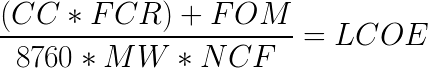 (CC * FCR) + FOM
8760 * MW * NCF
= LCOE